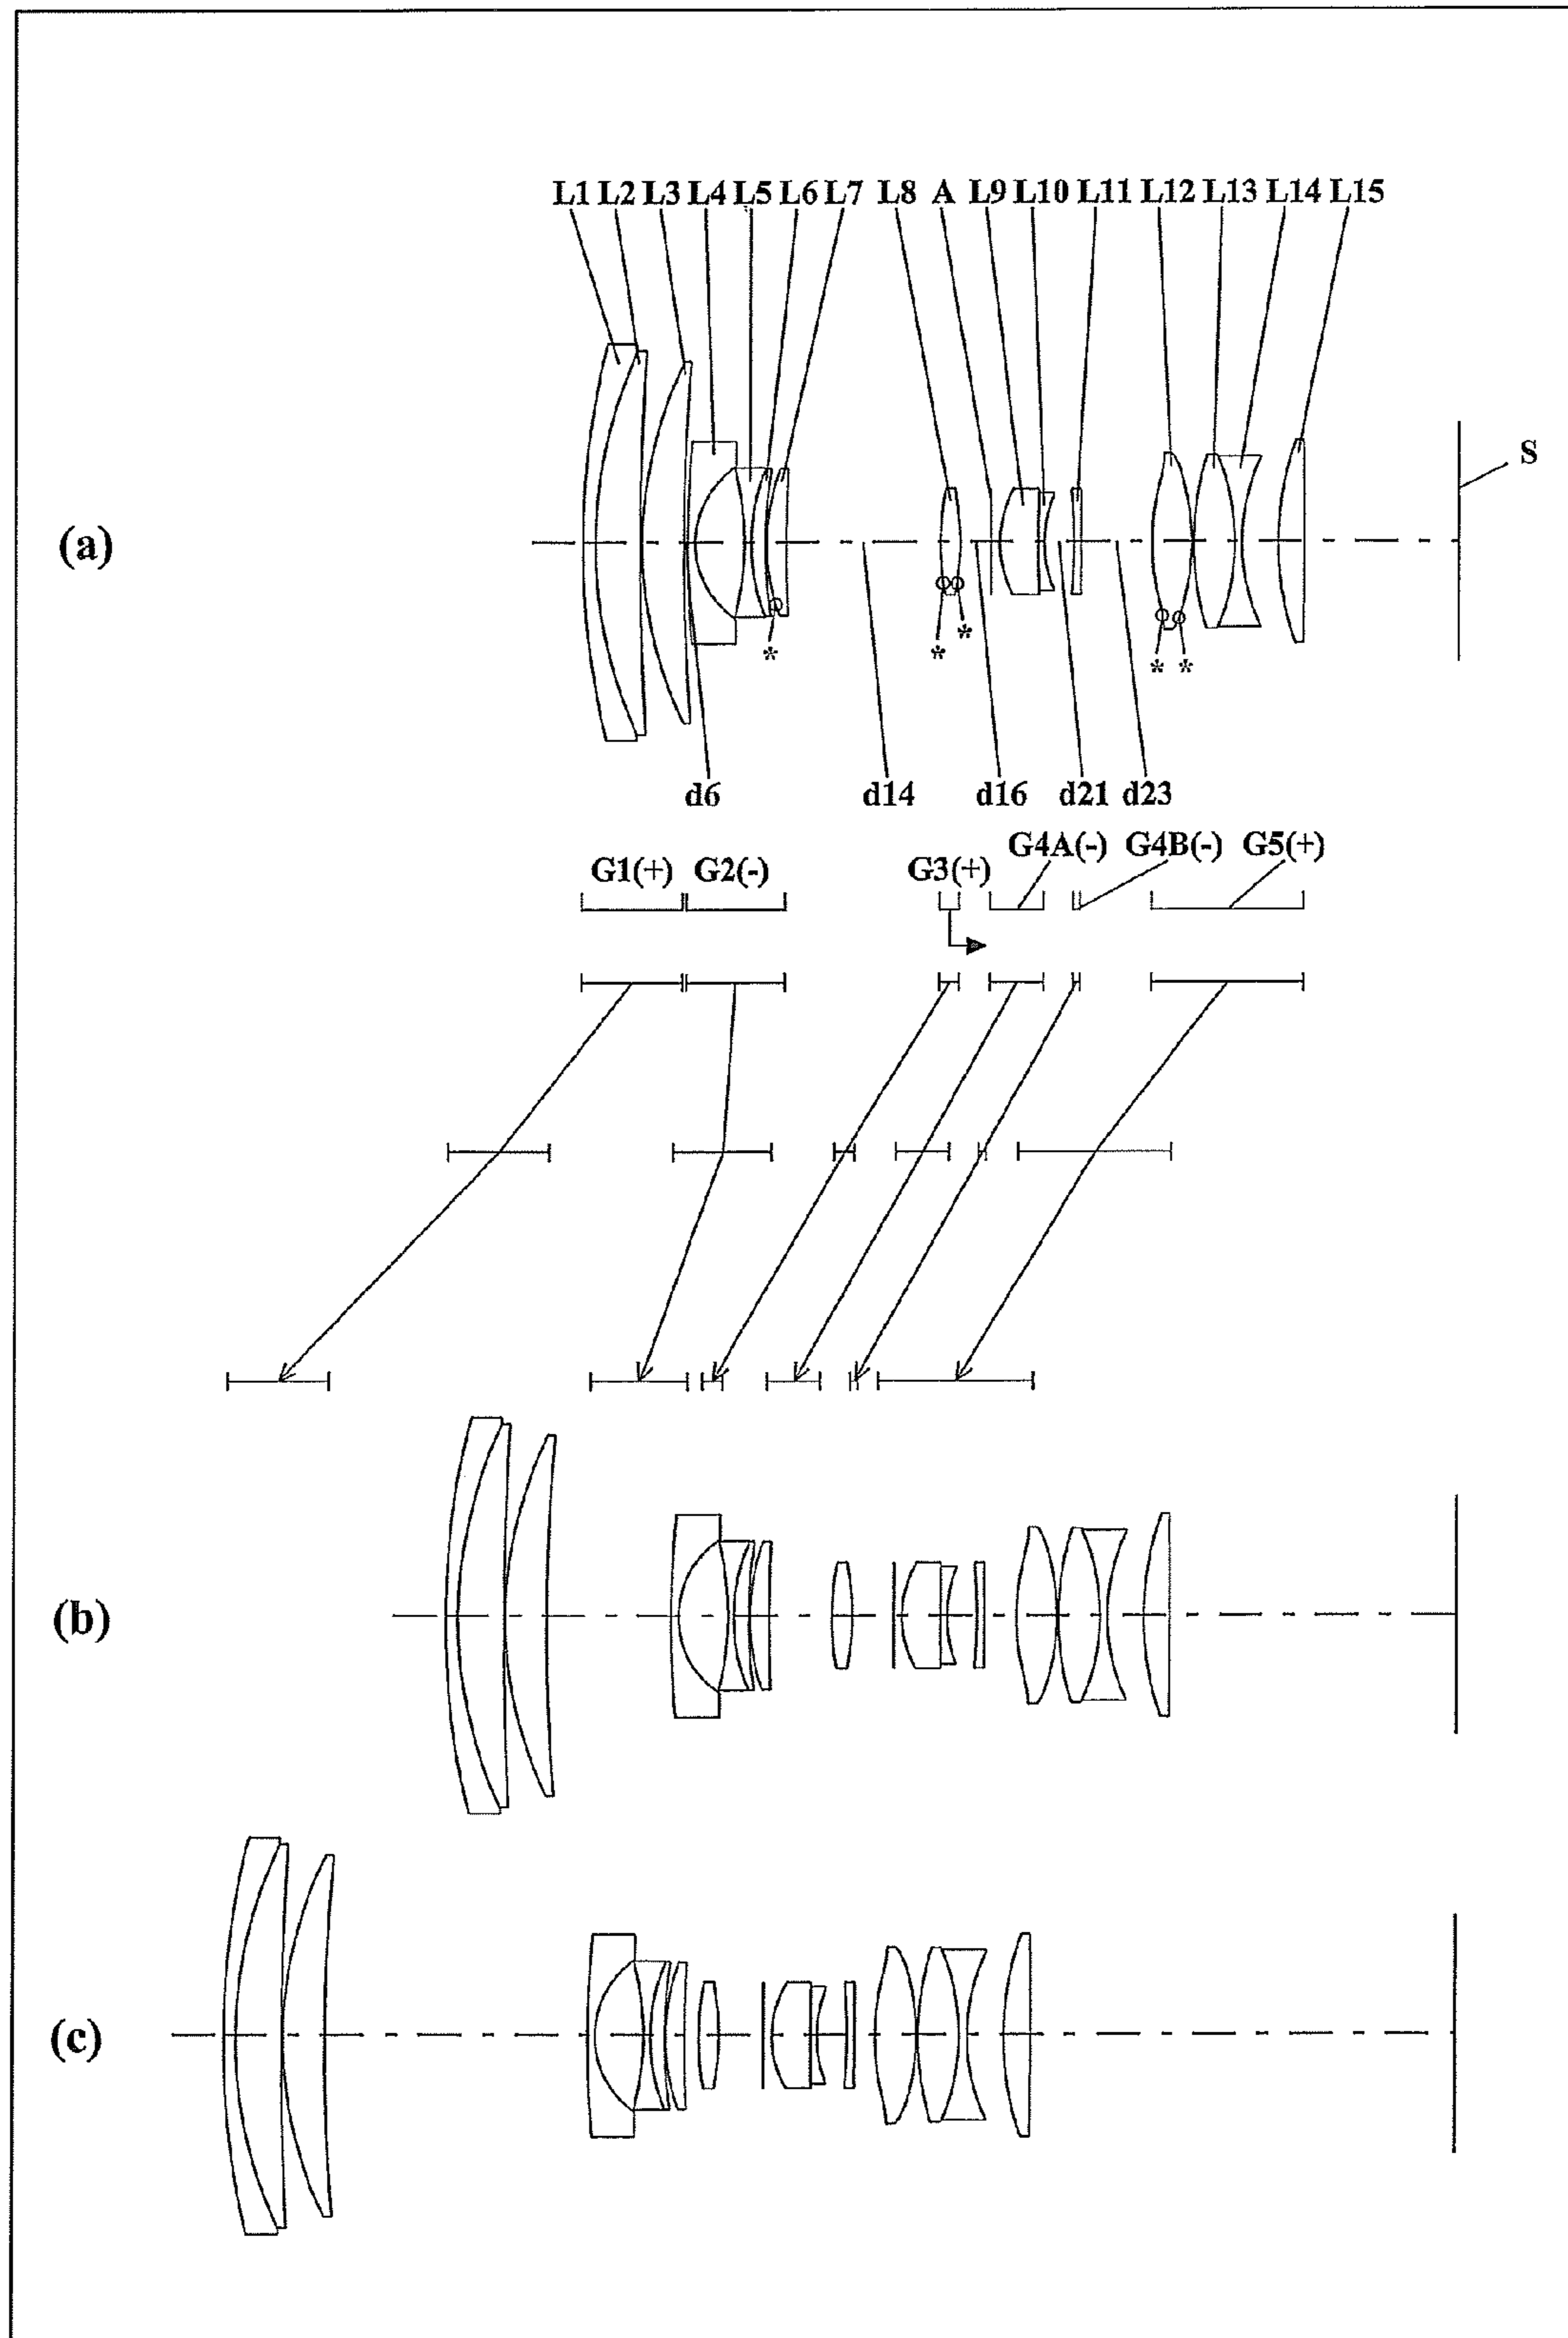 L1 L2 L3 L4 L5 L6 L7 L8 A L9 L10 L11 L12 L13 L14 L15
S
(a)
* * * * *
d6 d14 d16 d21 d23
G1(+) G2(-) G3(+) G4A(-) G4B(-) G5(+)
(b)
(c)